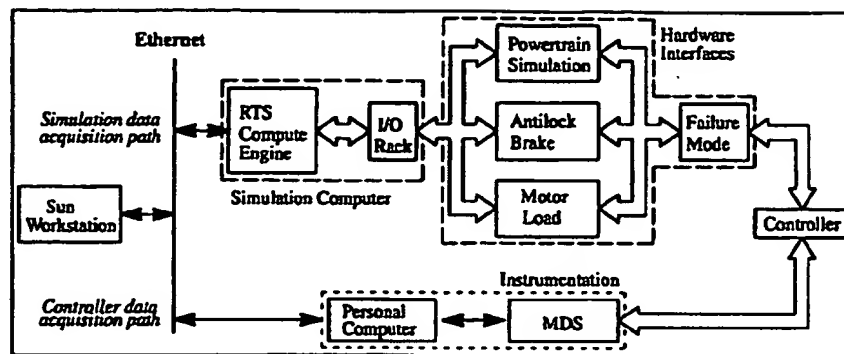 Ethernet
Hardware
Interfaces
Powertrain
Simulation
Simulation data
acquisition path
RTS
Compute
Engine
I/O
Rack
Antilock
Brake
Failure
Mode
Simulation Computer
Motor
Load
Sun
Workstation
Controller
Instrumentation
Controller data
acquisition path
Personal
Computer
MDS